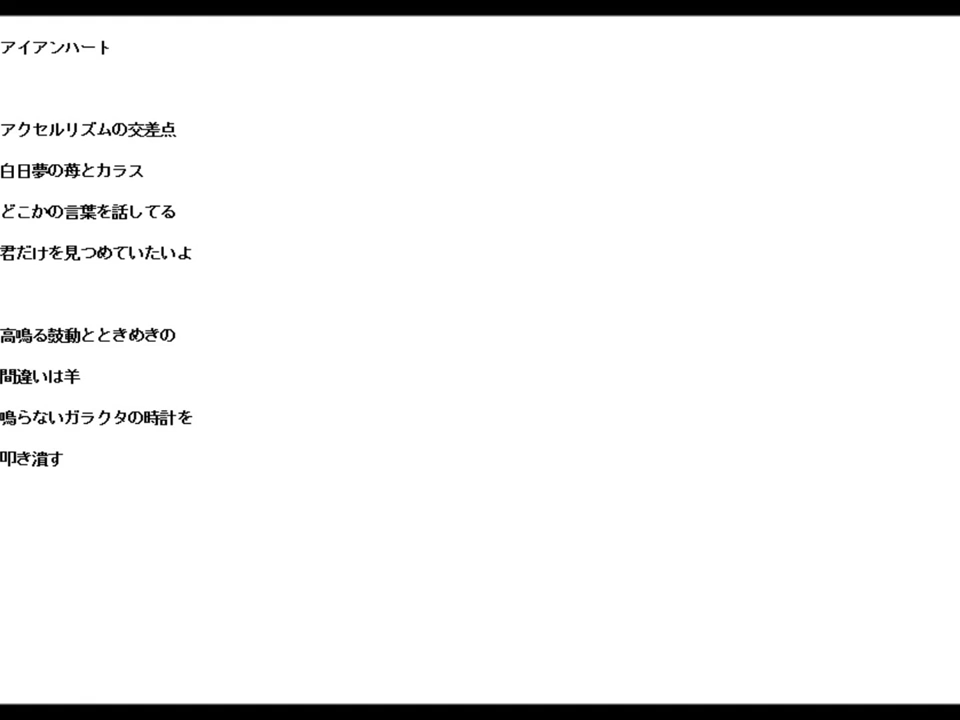 アイアンハート
アクセルリズムの交差点
白日夢の苺とカラス
どこかの言葉を話してる
君だけを見つめていたいよ
高鳴る鼓動とときめきの
間違いは羊
鳴らないガラクタの時計を
叩き潰す